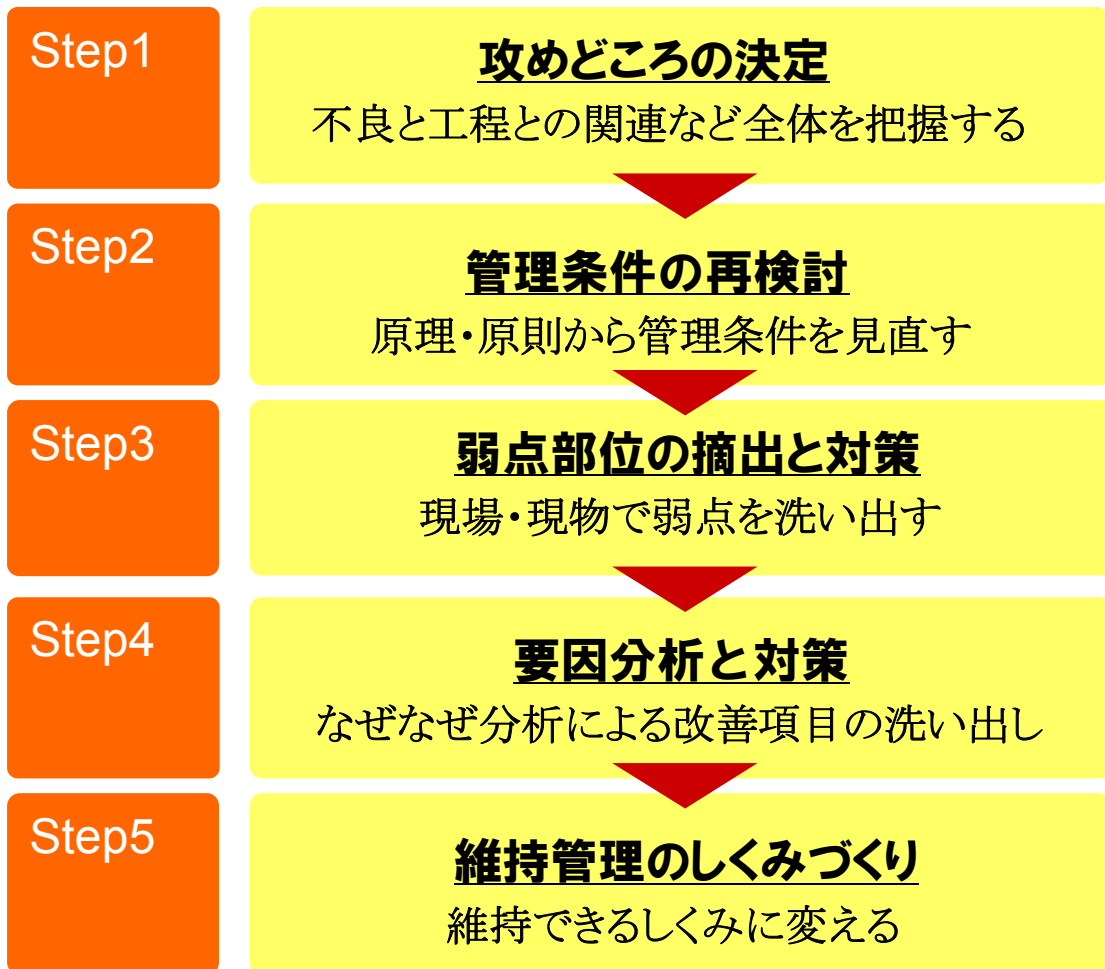 Step1
攻めどころの決定
不良と工程との関連など全体を把握する
Step2
管理条件の再検討
原理・原則から管理条件を見直す
Step3
弱点部位の摘出と対策
現場・現物で弱点を洗い出す
Step4
要因分析と対策
なぜなぜ分析による改善項目の洗い出し
Step5
維持管理のしくみづくり
維持できるしくみに変える